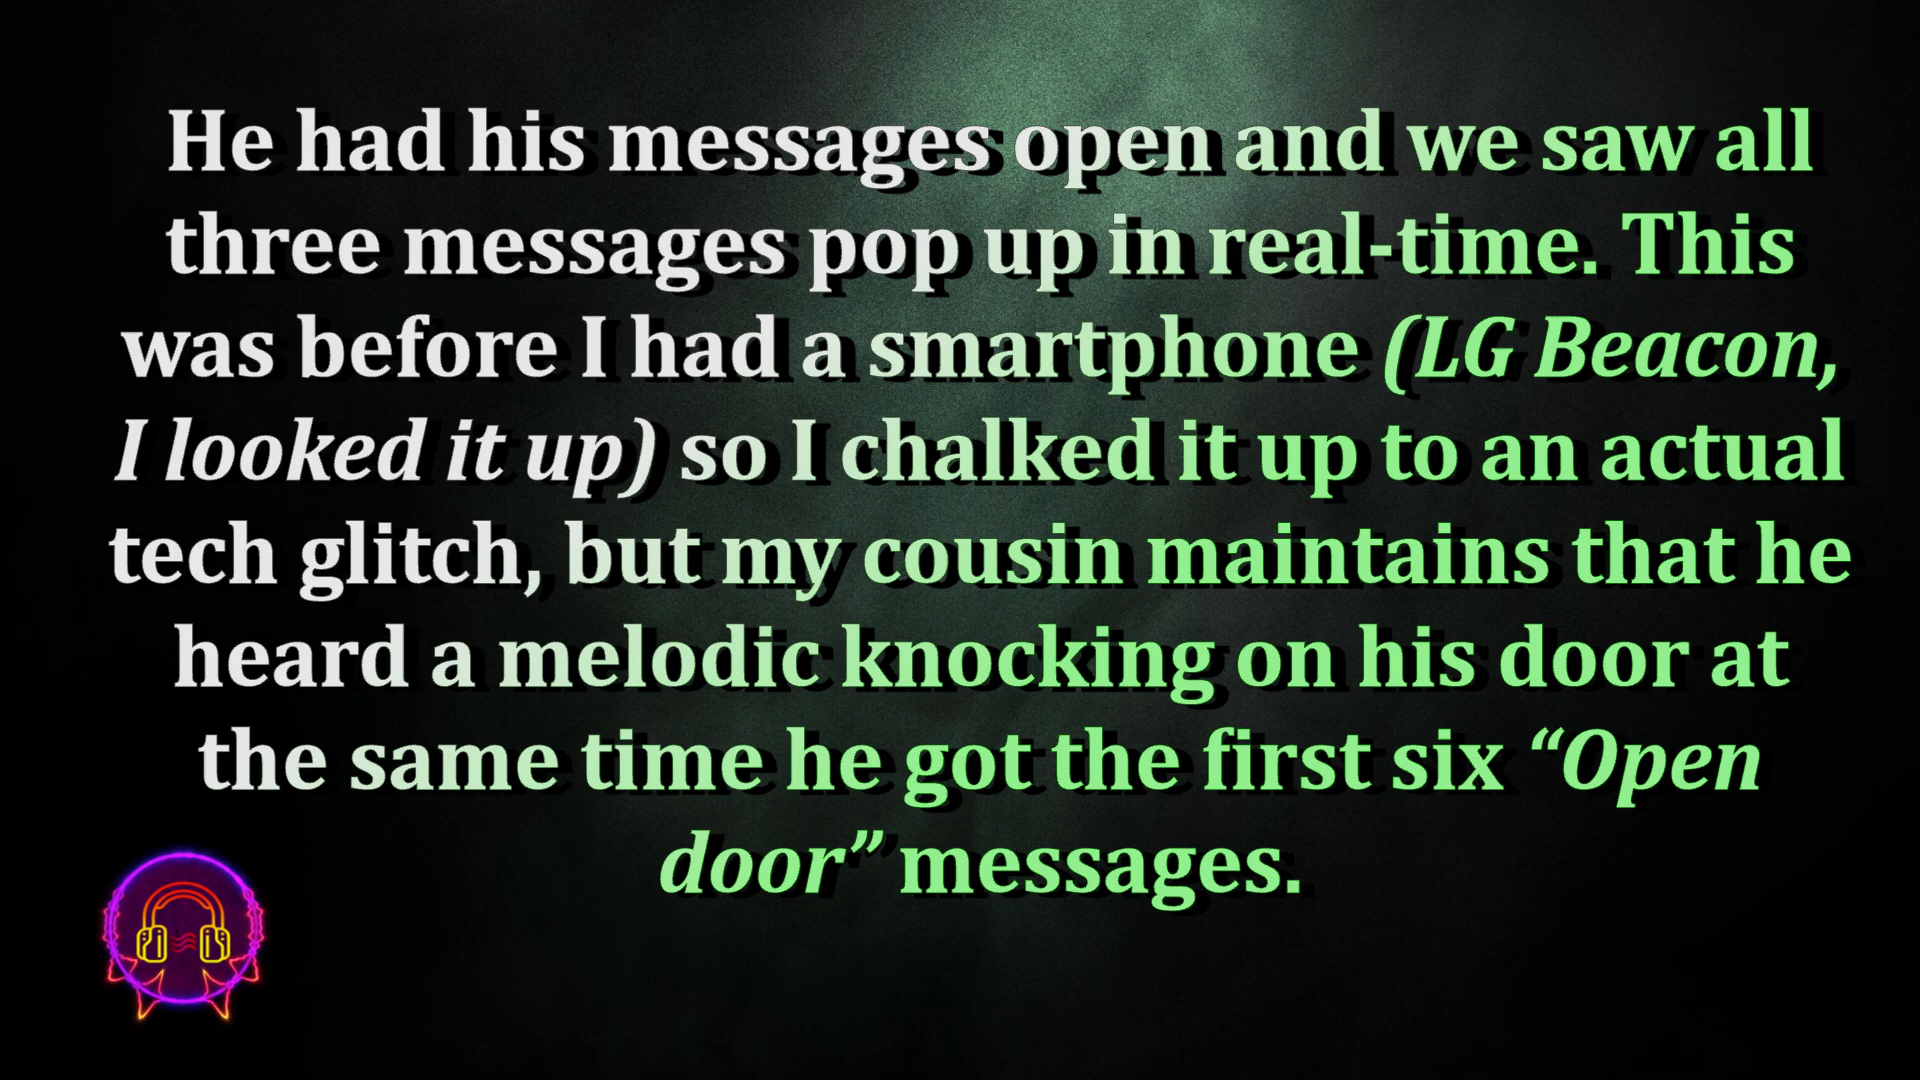 He had his messages open and we saw all
three messages pop up in real-time. This
was before I had a smartphone (LG Beacon,
I looked it up) so I chalked it up to an actual
tech glitch, but my cousin maintains that he
heard a melodic knocking on his door at
the same time he got the first six “Open
door” messages.